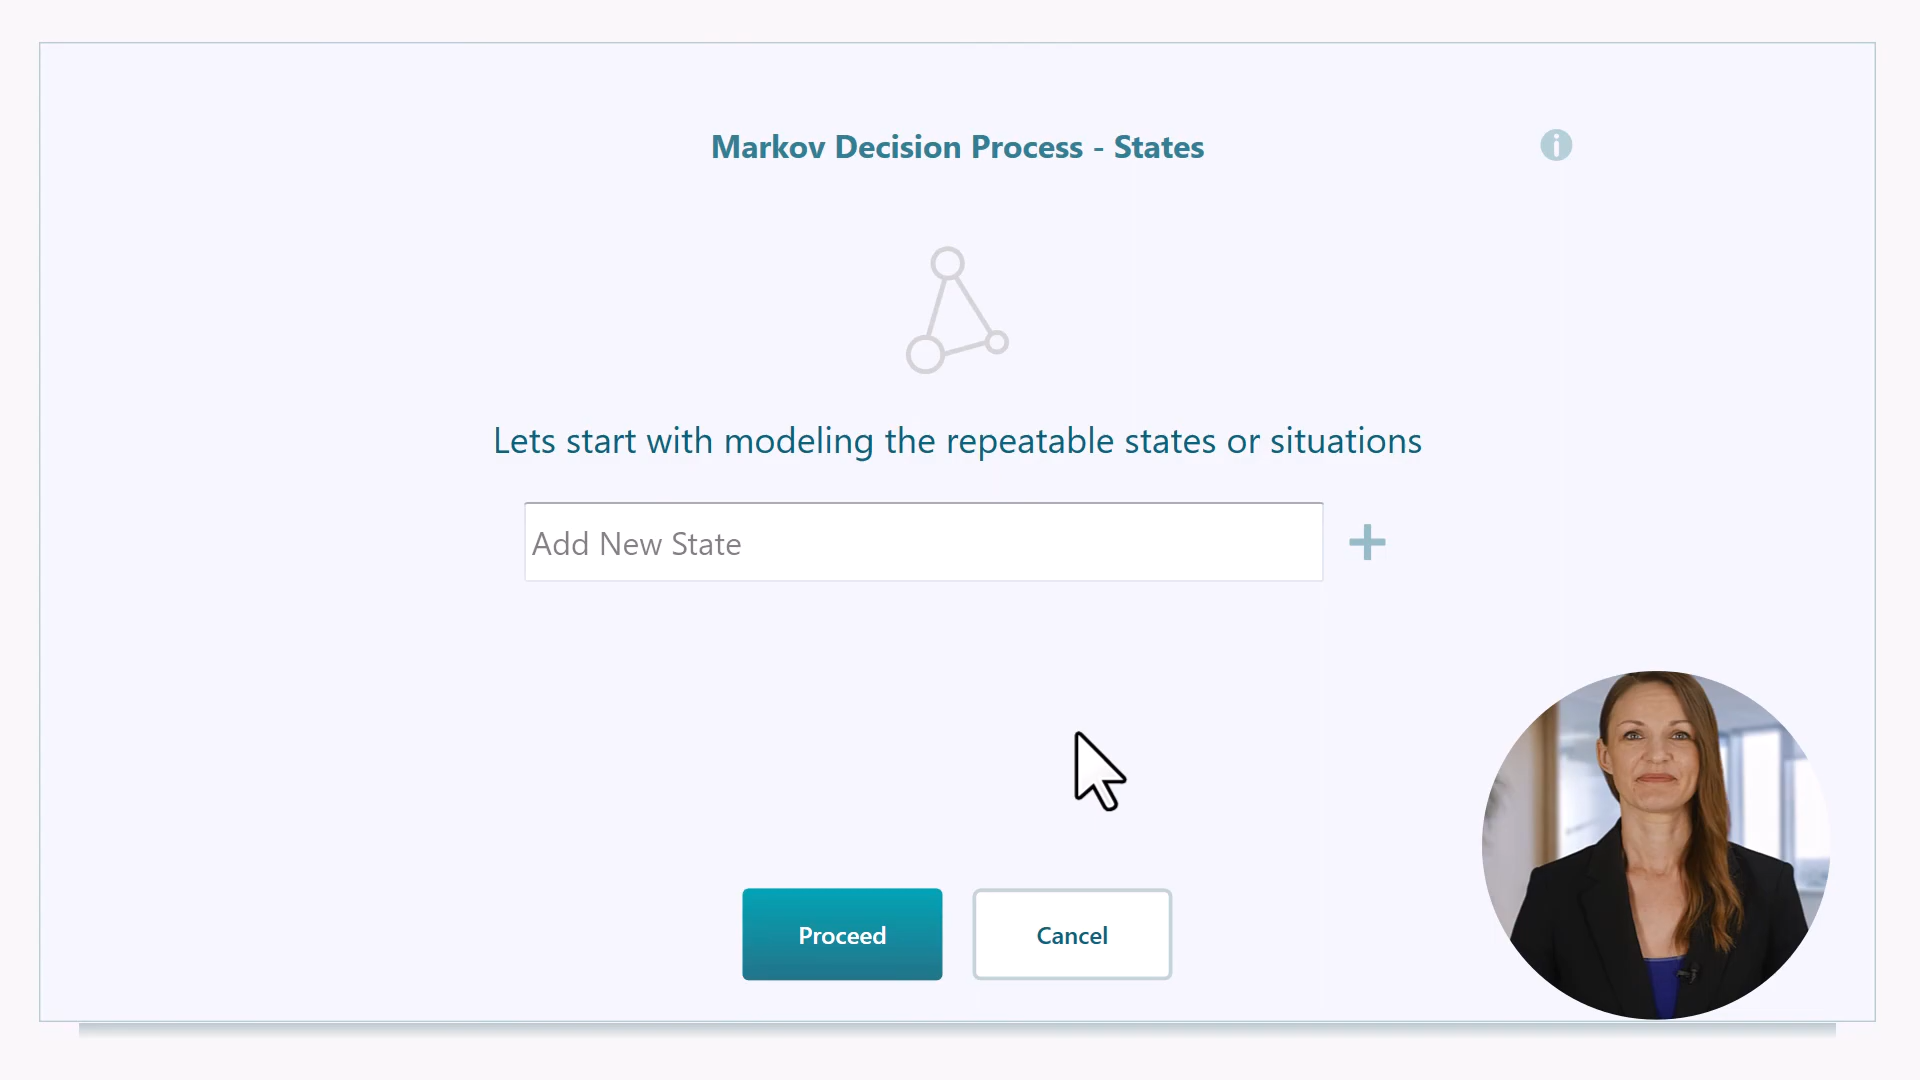 Markov Decision Process - States
Lets start with modeling the repeatable states or situations
Add New State
Proceed
Cancel